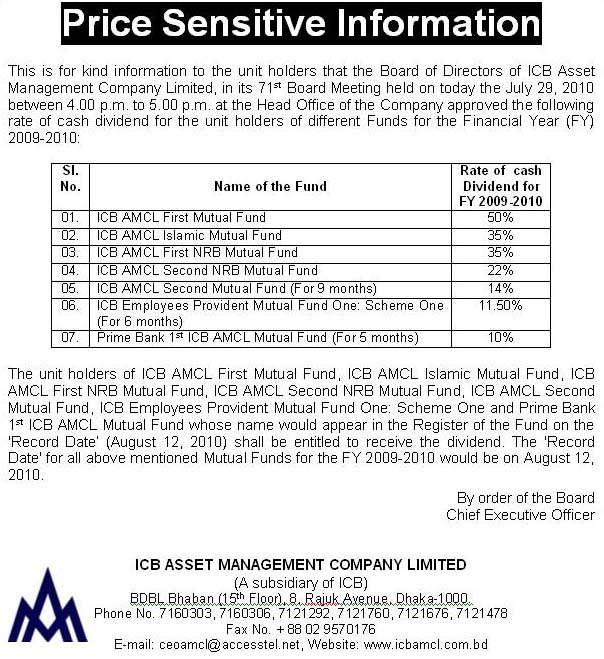 Price Sensitive Information
This is for kind information to the unit holders that the Board of Directors of ICB Asset
Management Company Limited, in its 71st Board Meeting held on today the July 29, 2010
between 4.00 p.m. to 5.00 p.m. at the Head Office of the Company approved the following
rate of cash dividend for the unit holders of different Funds for the Financial Year (FY)
2009-2010:
Sl. No. Name of the Fund Rate of cash Dividend for FY 2009-2010
01. ICB AMCL First Mutual Fund 50%
02. ICB AMCL Islamic Mutual Fund 35%
03. ICB AMCL First NRB Mutual Fund 35%
04. ICB AMCL Second NRB Mutual Fund 22%
05. ICB AMCL Second Mutual Fund (For 9 months) 14%
06. ICB Employees Provident Mutual Fund One: Scheme One 11.50%
(For 6 months)
07. Prime Bank 1st ICB AMCL Mutual Fund (For 5 months) 10%
The unit holders of ICB AMCL First Mutual Fund, ICB AMCL Islamic Mutual Fund, ICB
AMCL First NRB Mutual Fund, ICB AMCL Second NRB Mutual Fund, ICB AMCL Second
Mutual Fund, ICB Employees Provident Mutual Fund One: Scheme One and Prime Bank
1st ICB AMCL Mutual Fund whose name would appear in the Register of the Fund on the
'Record Date' (August 12, 2010) shall be entitled to receive the dividend. The 'Record
Date' for all above mentioned Mutual Funds for the FY 2009-2010 would be on August 12,
2010.
By order of the Board
Chief Executive Officer
ICB ASSET MANAGEMENT COMPANY LIMITED
(A subsidiary of ICB)
BDBL Bhaban (15th Floor), 8, Rajuk Avenue, Dhaka-1000.
Phone No. 7160303, 7160306, 7121292, 7121760, 7121676, 7121478
Fax No. +88 02 9570176
E-mail: ceoamcl@accesstel.net, Website: www.icbamcl.com.bd